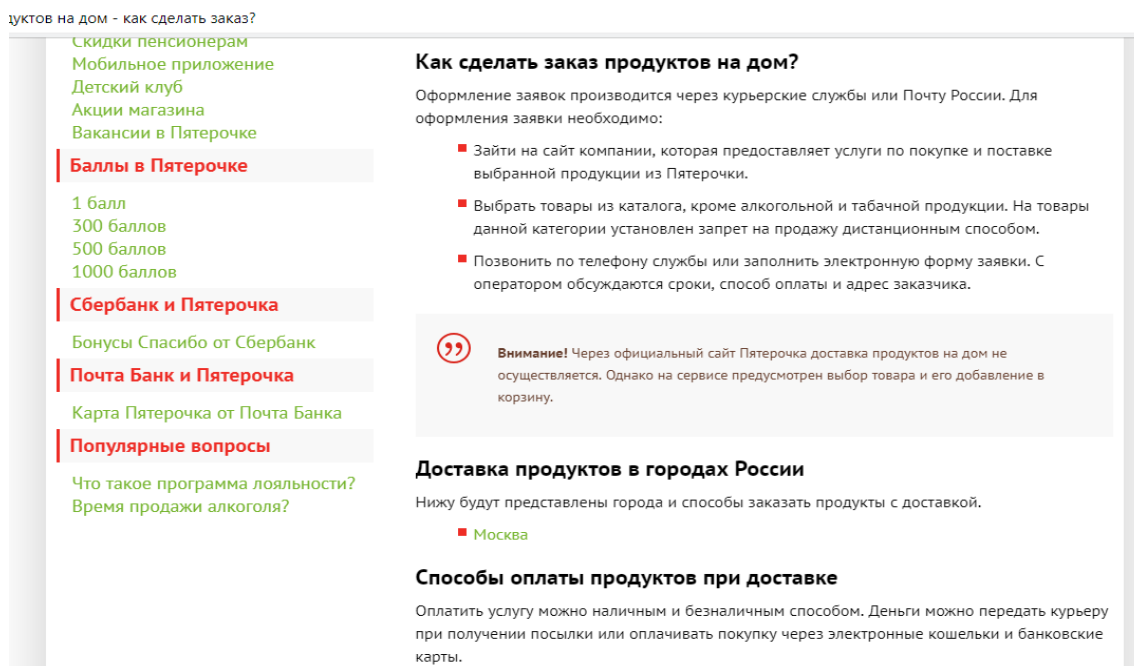 дуктов на дом - как сделать заказ?
Скидки пенсионерам
Мобильное приложение
Детский клуб
Акции магазина
Вакансии в Пятерочке
Баллы в Пятерочке
1 балл
300 баллов
500 баллов
1000 баллов
Сбербанк и Пятерочка
Бонусы Спасибо от Сбербанк
Почта Банк и Пятерочка
Карта Пятерочка от Почта Банка
Популярные вопросы
Что такое программа лояльности?
Время продажи алкоголя?
Как сделать заказ продуктов на дом?
Оформление заявок производится через курьерские службы или Почту России. Для
оформления заявки необходимо:
Зайти на сайт компании, которая предоставляет услуги по покупке и поставке
выбранной продукции из Пятерочки.
Выбрать товары из каталога, кроме алкогольной и табачной продукции. На товары
данной категории установлен запрет на продажу дистанционным способом.
Позвонить по телефону службы или заполнить электронную форму заявки. С
оператором обсуждаются сроки, способ оплаты и адрес заказчика.
Внимание! Через официальный сайт Пятерочка доставка продуктов на дом не
осуществляется. Однако на сервисе предусмотрен выбор товара и его добавление в
корзину.
Доставка продуктов в городах России
Нижу будут представлены города и способы заказать продукты с доставкой.
Москва
Способы оплаты продуктов при доставке
Оплатить услугу можно наличным и безналичным способом. Деньги можно передать курьеру
при получении посылки или оплачивать покупку через электронные кошельки и банковские
карты.